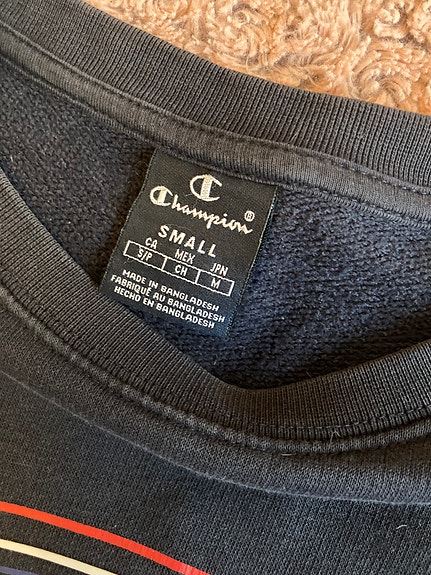 Champion®
SMALL
CA MEX JPN
S/P CH M
MADE IN BANGLADESH
FABRIQUÉ AU BANGLADESH
HECHO EN BANGLADESH